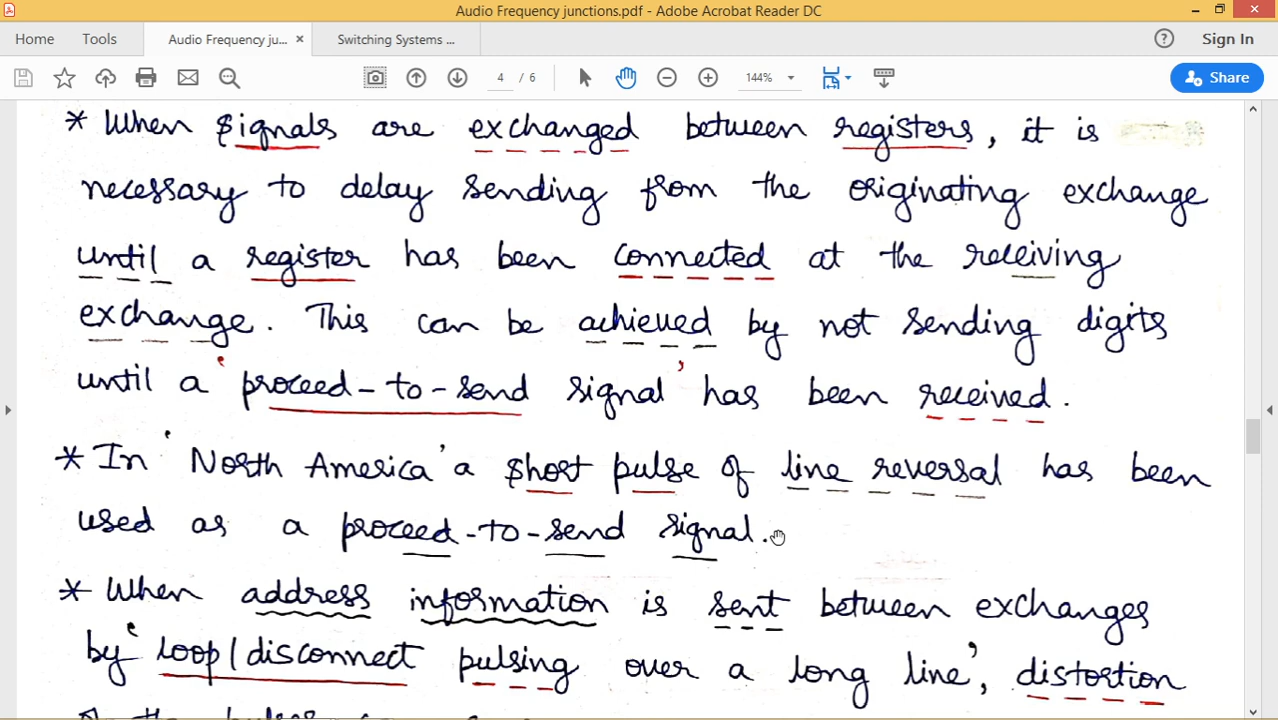 Audio Frequency junctions.pdf - Adobe Acrobat Reader DC
Home Tools Audio Frequency ju... × Switching Systems ... Sign In
4 / 6 144% Share
* When signals are exchanged between registers, it is
necessary to delay sending from the originating exchange
until a register has been connected at the receiving
exchange. This can be achieved by not sending digits
until a 'proceed-to-send signal' has been received.
* In 'North America' a short pulse of line reversal has been
used as a proceed-to-send signal.
* When address information is sent between exchanges
by 'loop/disconnect pulsing over a long line', distortion